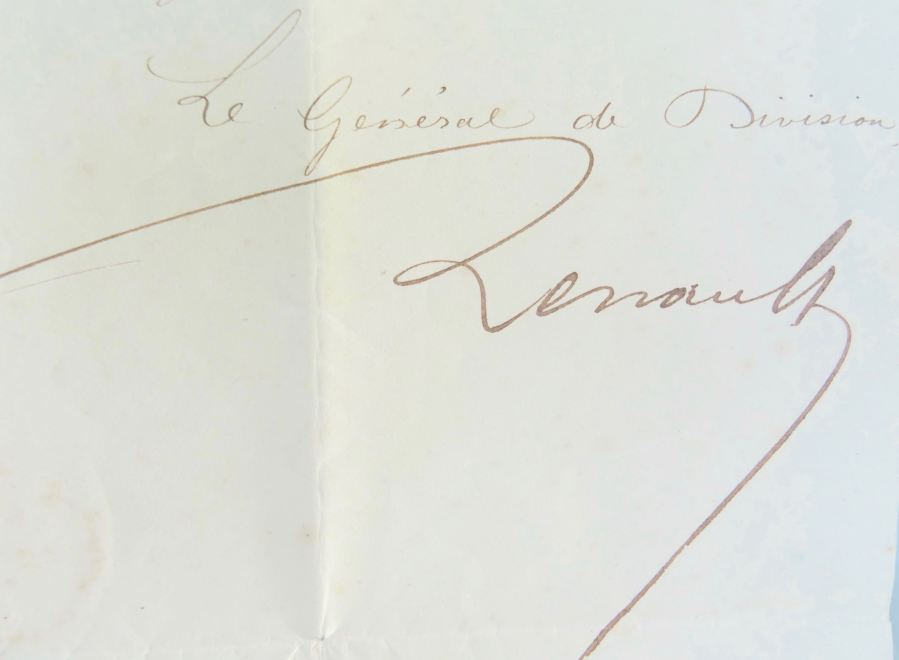 Le Général de Division,
Renault